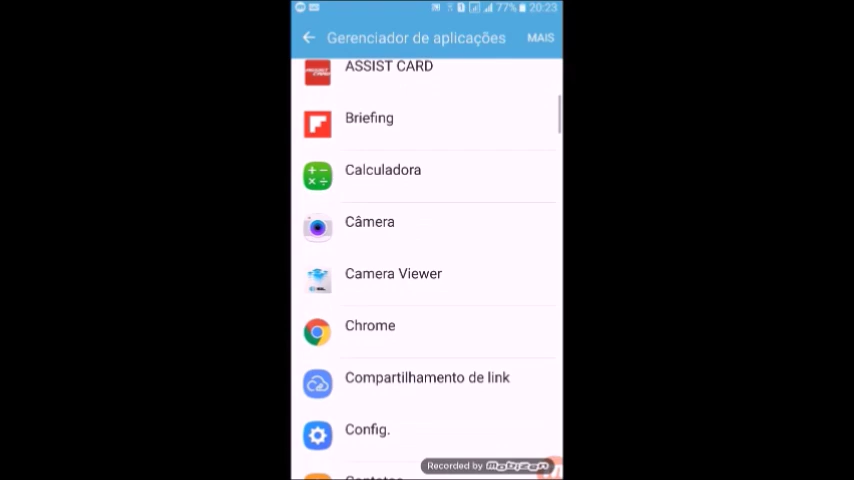 77% 20:23
Gerenciador de aplicações MAIS
ASSIST CARD
Briefing
Calculadora
Câmera
Camera Viewer
Chrome
Compartilhamento de link
Config.
Contatos
Recorded by mobizen